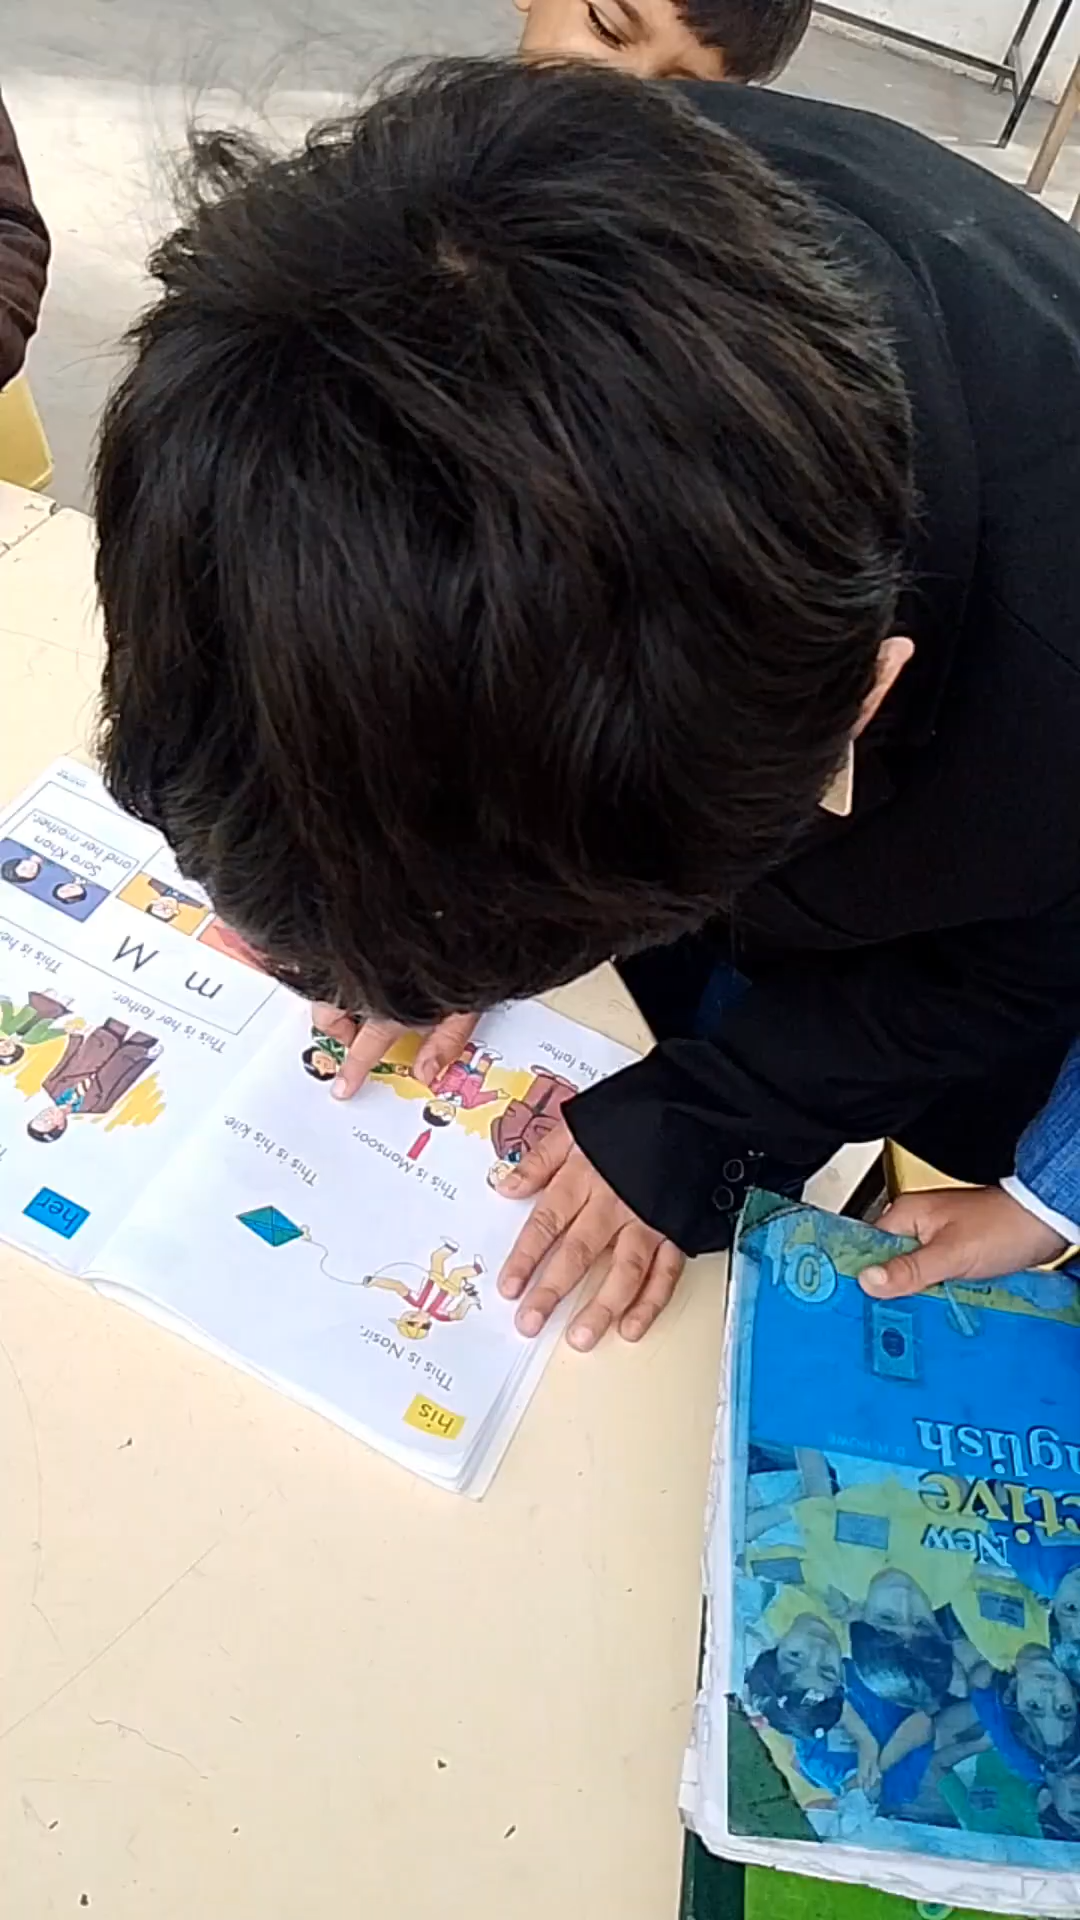 his
This is Nasir.
This is his kite.
This is Mansoor.
his father
her
This is her father.
This is he
m M
Sara Khan
and her mother.
New
ctive
nglish
D. H. HOWE